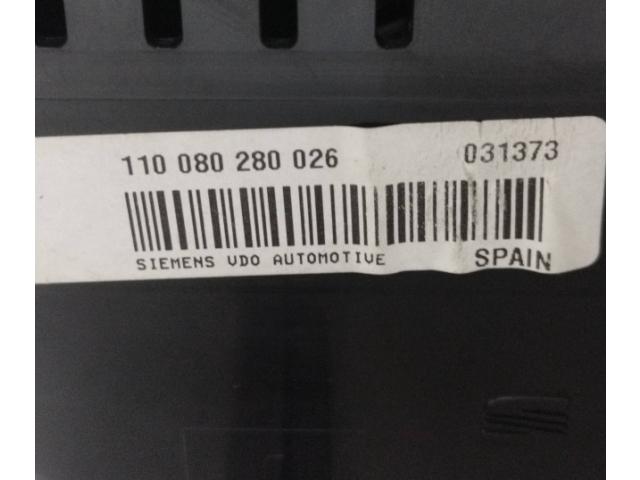 110 080 280 026 031373
SIEMENS VDO AUTOMOTIVE SPAIN